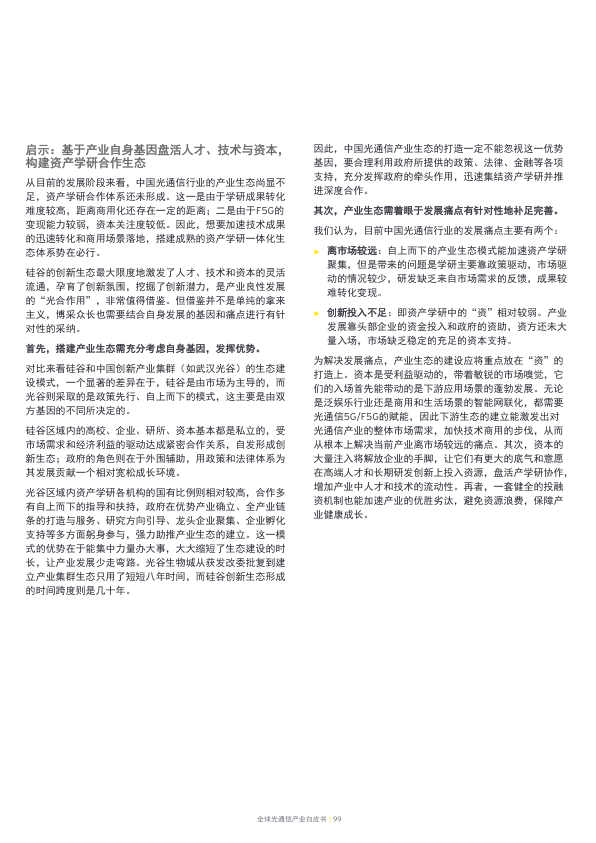 启示：基于产业自身基因盘活人才、技术与资本，
构建资产学研合作生态
从目前的发展阶段来看，中国光通信行业的产业生态尚显不
足，资产学研合作体系还未形成。这一是由于学研成果转化
难度较高，距离商用化还存在一定的距离；二是由于F5G的
变现能力较弱，资本关注度较低。因此，想要加速技术成果
的迅速转化和商用场景落地，搭建成熟的资产学研一体化生
态体系势在必行。
硅谷的创新生态最大限度地激发了人才、技术和资本的灵活
流通，孕育了创新氛围，挖掘了创新潜力，是产业良性发展
的“光合作用”，非常值得借鉴。但借鉴并不是单纯的拿来
主义，博采众长也需要结合自身发展的基因和痛点进行有针
对性的采纳。
首先，搭建产业生态需充分考虑自身基因，发挥优势。
对比来看硅谷和中国创新产业集群（如武汉光谷）的生态建
设模式，一个显著的差异在于，硅谷是由市场为主导的，而
光谷则采取的是政策先行、自上而下的模式，这主要是由双
方基因的不同所决定的。
硅谷区域内的高校、企业、研所、资本基本都是私立的，受
市场需求和经济利益的驱动达成紧密合作关系，自发形成创
新生态；政府的角色则在于外围辅助，用政策和法律体系为
其发展贡献一个相对宽松成长环境。
光谷区域内资产学研各机构的国有比例则相对较高，合作多
有自上而下的指导和扶持，政府在优势产业确立、全产业链
条的打造与服务、研究方向引导、龙头企业聚集、企业孵化
支持等多方面躬身参与，强力助推产业生态的建立。这一模
式的优势在于能集中力量办大事，大大缩短了生态建设的时
长，让产业发展少走弯路。光谷生物城从获发改委批复到建
立产业集群生态只用了短短八年时间，而硅谷创新生态形成
的时间跨度则是几十年。
因此，中国光通信产业生态的打造一定不能忽视这一优势
基因，要合理利用政府所提供的政策、法律、金融等各项
支持，充分发挥政府的牵头作用，迅速集结资产学研并推
进深度合作。
其次，产业生态需着眼于发展痛点有针对性地补足完善。
我们认为，目前中国光通信行业的发展痛点主要有两个：
► 离市场较远：自上而下的产业生态模式能加速资产学研
聚集，但是带来的问题是学研主要靠政策驱动，市场驱
动的情况较少，研发缺乏来自市场需求的反馈，成果较
难转化变现。
► 创新投入不足：即资产学研中的“资”相对较弱。产业
发展靠头部企业的资金投入和政府的资助，资方还未大
量入场，市场缺乏稳定的充足的资本支持。
为解决发展痛点，产业生态的建设应将重点放在“资”的
打造上。资本是受利益驱动的，带着敏锐的市场嗅觉，它
们的入场首先能带动的是下游应用场景的蓬勃发展。无论
是泛娱乐行业还是商用和生活场景的智能网联化，都需要
光通信5G/F5G的赋能，因此下游生态的建立能激发出对
光通信产业的整体市场需求，加快技术商用的步伐，从而
从根本上解决当前产业离市场较远的痛点。其次，资本的
大量注入将解放企业的手脚，让它们有更大的底气和意愿
在高端人才和长期研发创新上投入资源，盘活产学研协作，
增加产业中人才和技术的流动性。再者，一套健全的投融
资机制也能加速产业的优胜劣汰，避免资源浪费，保障产
业健康成长。
全球光通信产业白皮书 | 99